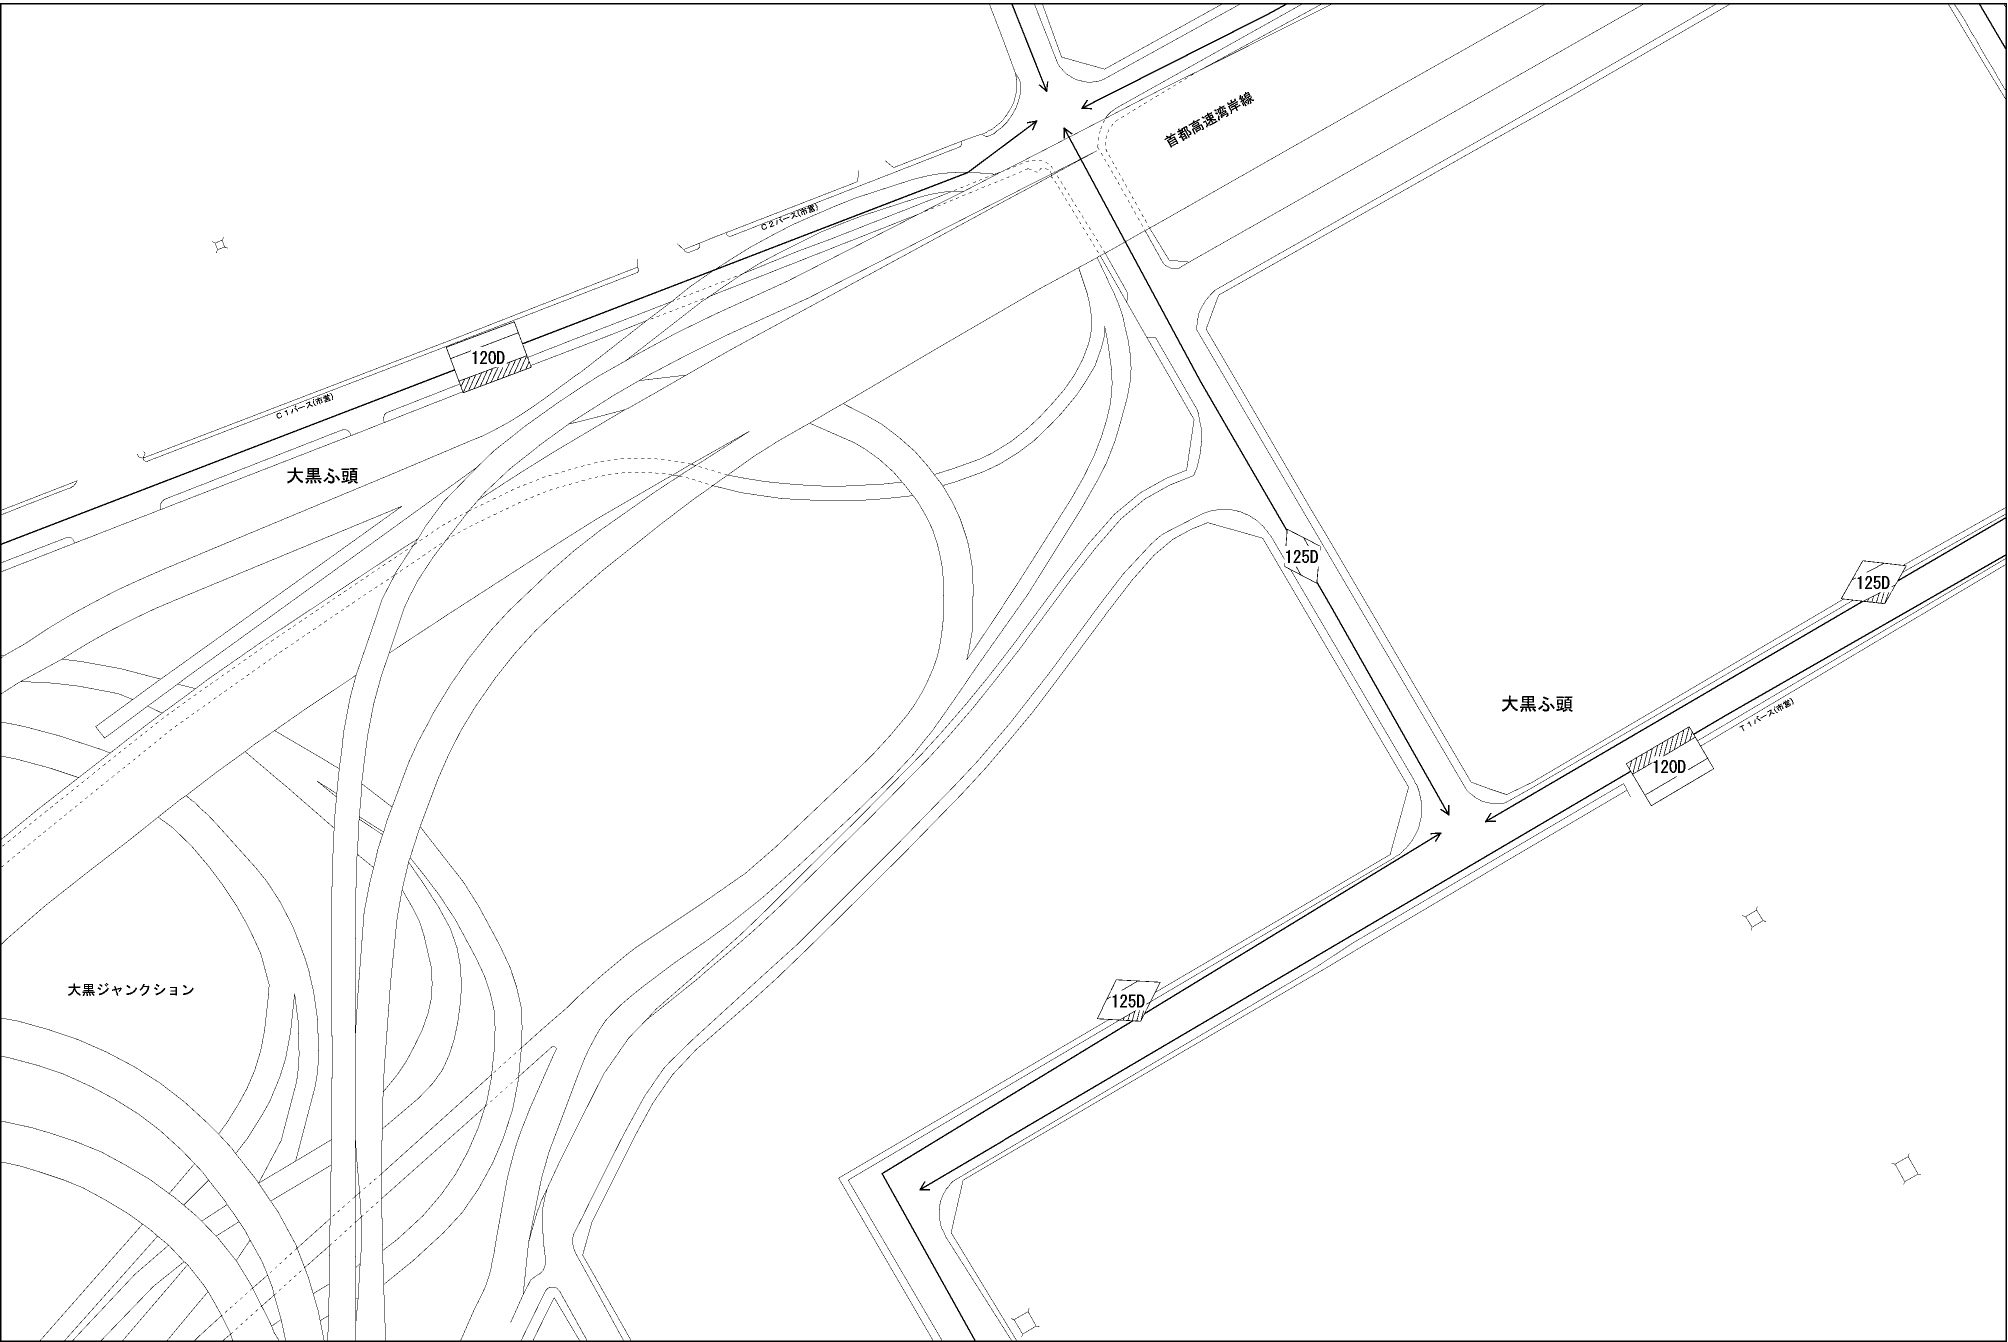 首都高速湾岸線
C2バース(市営)
120D
C1バース(市営)
大黒ふ頭
125D
125D
大黒ふ頭
T1バース(市営)
120D
大黒ジャンクション
125D